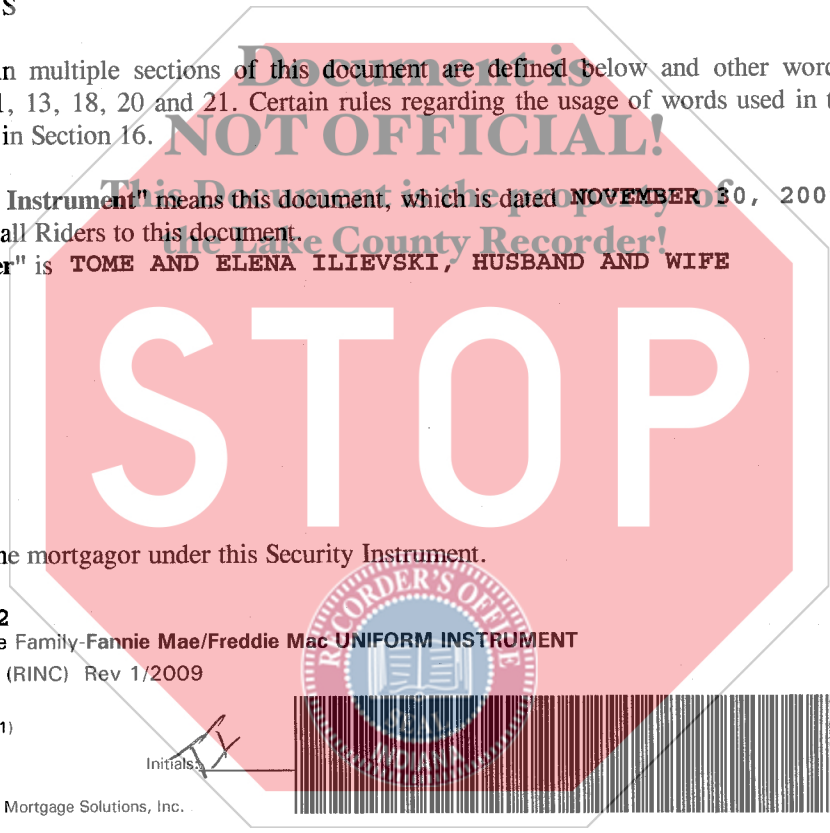 S
n multiple sections of this document are defined below and other word
1, 13, 18, 20 and 21. Certain rules regarding the usage of words used in t
in Section 16.
Document is
NOT OFFICIAL!
This Document is the property of
the Lake County Recorder!
Instrument" means this document, which is dated NOVEMBER 30, 200
all Riders to this document.
er" is TOME AND ELENA ILIEVSKI, HUSBAND AND WIFE
STOP
he mortgagor under this Security Instrument.
2
e Family-Fannie Mae/Freddie Mac UNIFORM INSTRUMENT
(RINC) Rev 1/2009
1)
Initials:
Mortgage Solutions, Inc.
RECORDER'S OFFICE
SEAL
INDIANA